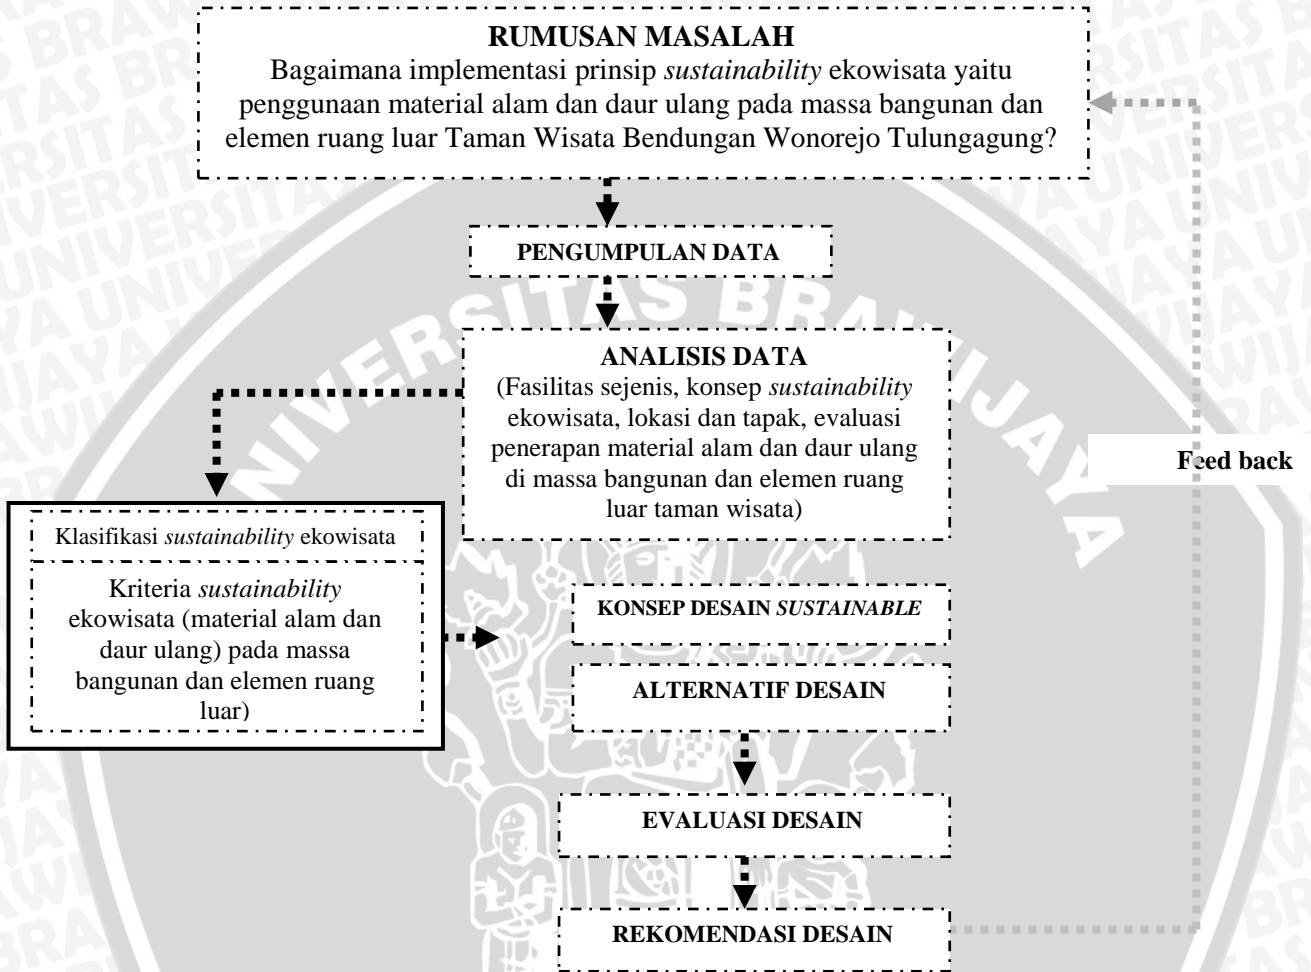 RUMUSAN MASALAH
Bagaimana implementasi prinsip sustainability ekowisata yaitu
penggunaan material alam dan daur ulang pada massa bangunan dan
elemen ruang luar Taman Wisata Bendungan Wonorejo Tulungagung?
PENGUMPULAN DATA
UNIVERSITAS BRAWIJAYA
ANALISIS DATA
(Fasilitas sejenis, konsep sustainability
ekowisata, lokasi dan tapak, evaluasi
penerapan material alam dan daur ulang
di massa bangunan dan elemen ruang
luar taman wisata)
Feed back
Klasifikasi sustainability ekowisata
Kriteria sustainability
ekowisata (material alam dan
daur ulang) pada massa
bangunan dan elemen ruang
luar)
KONSEP DESAIN SUSTAINABLE
ALTERNATIF DESAIN
EVALUASI DESAIN
REKOMENDASI DESAIN